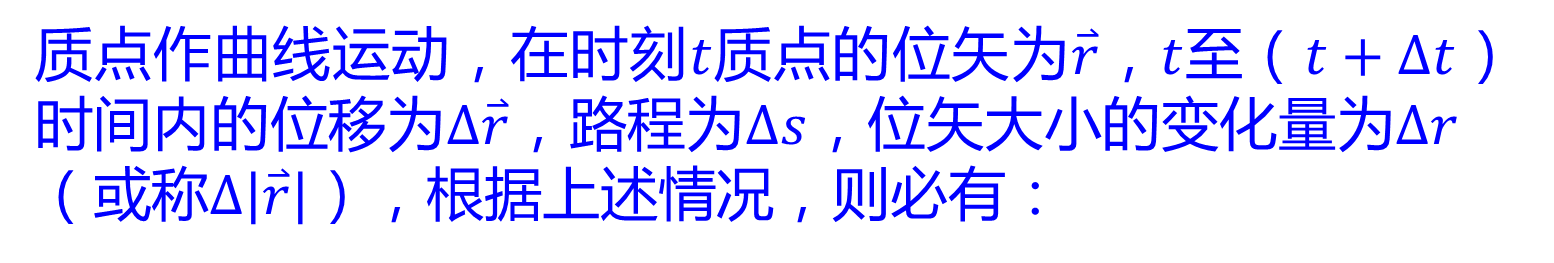 质点作曲线运动，在时刻𝑡质点的位矢为𝑟⃗，𝑡至（𝑡 + Δ𝑡）
时间内的位移为Δ𝑟⃗，路程为Δ𝑠，位矢大小的变化量为Δ𝑟
（或称Δ|𝑟⃗|），根据上述情况，则必有：